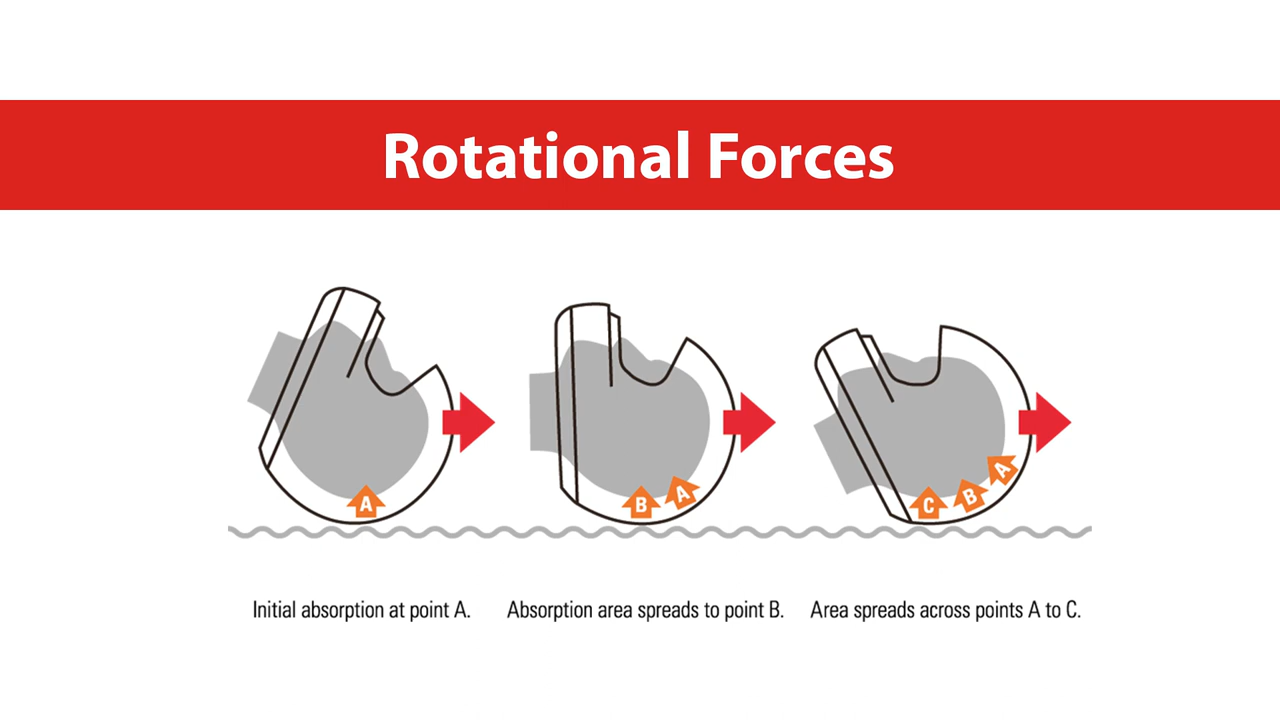 Rotational Forces
A
B A
C B A
Initial absorption at point A.
Absorption area spreads to point B.
Area spreads across points A to C.